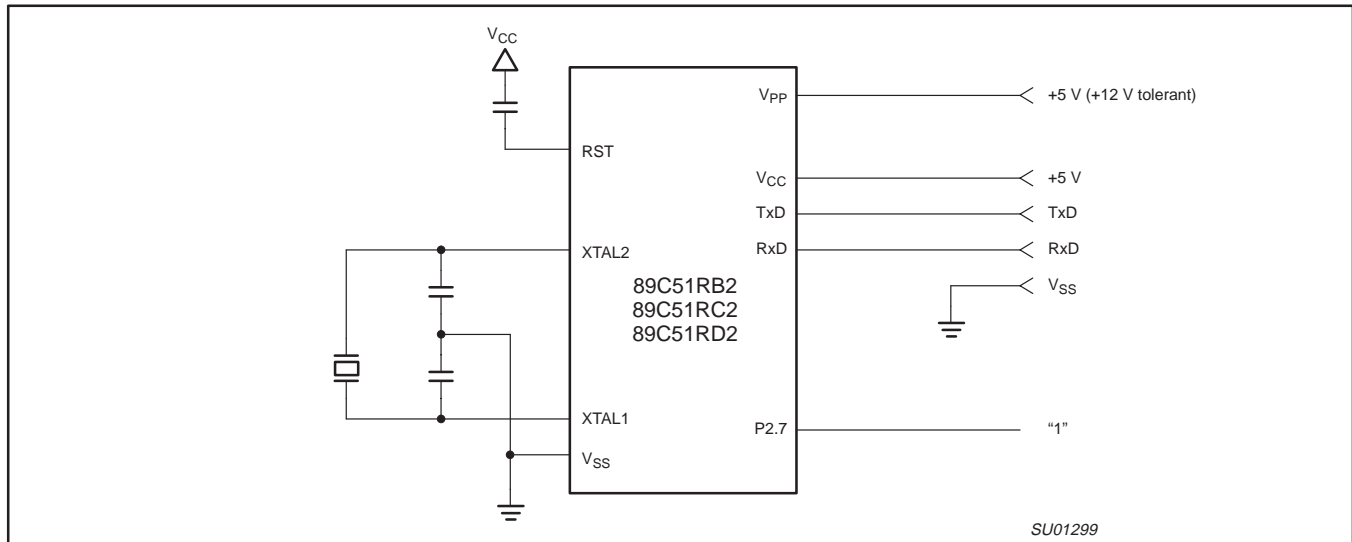 VCC
VPP
+5 V (+12 V tolerant)
RST
VCC
+5 V
TxD
TxD
RxD
RxD
XTAL2
VSS
89C51RB2
89C51RC2
89C51RD2
XTAL1
P2.7
“1”
VSS
SU01299